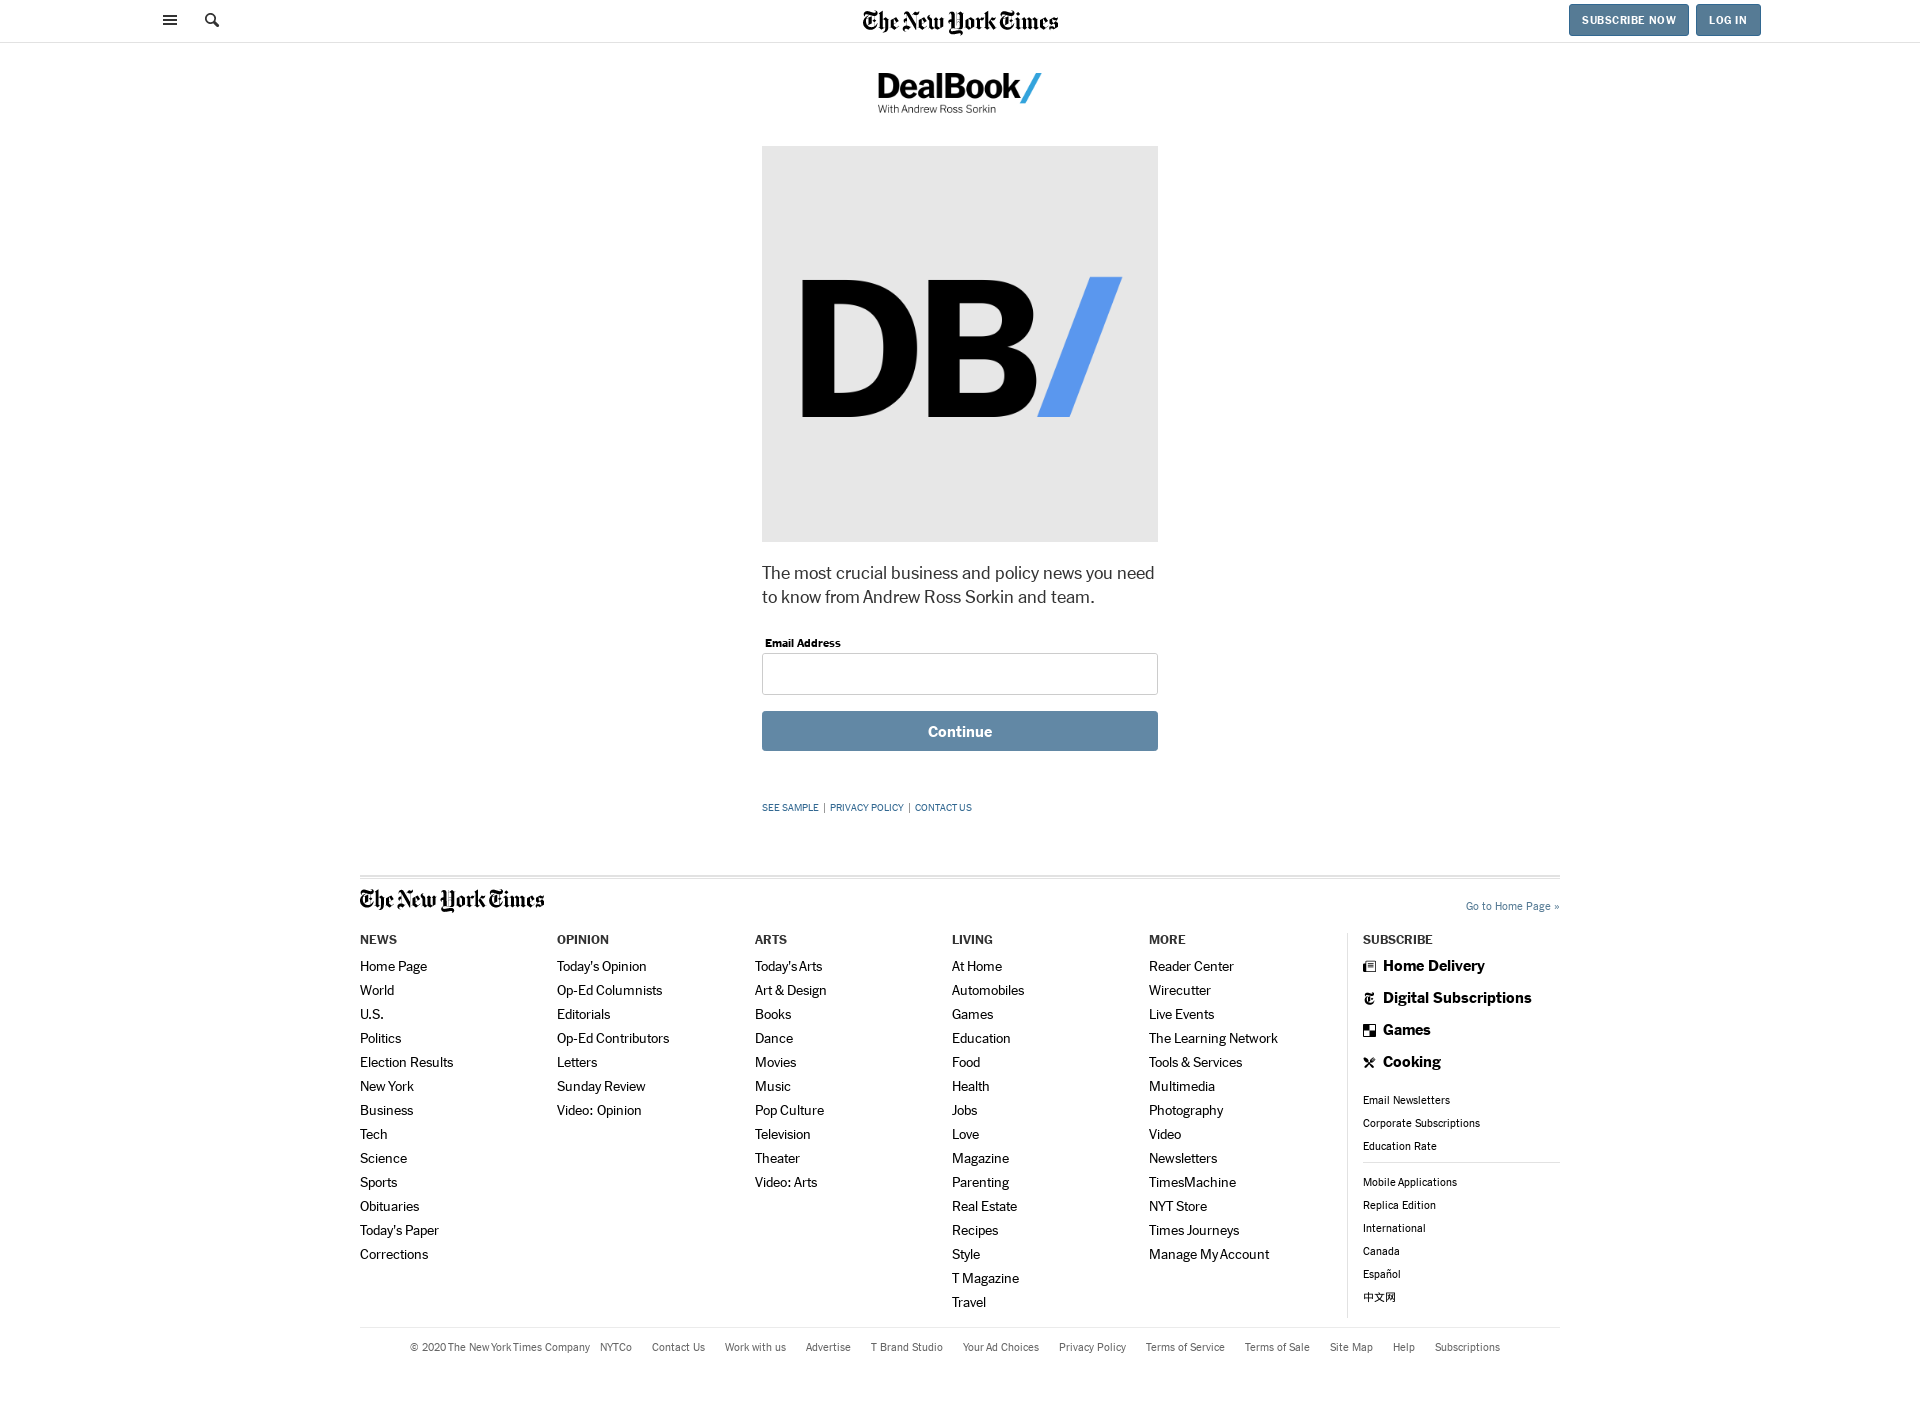 The New York Times
SUBSCRIBE NOW
LOG IN
DealBook/
With Andrew Ross Sorkin
DB/
The most crucial business and policy news you need
to know from Andrew Ross Sorkin and team.
Email Address
Continue
SEE SAMPLE | PRIVACY POLICY | CONTACT US
The New York Times
Go to Home Page »
NEWS
Home Page
World
U.S.
Politics
Election Results
New York
Business
Tech
Science
Sports
Obituaries
Today's Paper
Corrections
OPINION
Today's Opinion
Op-Ed Columnists
Editorials
Op-Ed Contributors
Letters
Sunday Review
Video: Opinion
ARTS
Today's Arts
Art & Design
Books
Dance
Movies
Music
Pop Culture
Television
Theater
Video: Arts
LIVING
At Home
Automobiles
Games
Education
Food
Health
Jobs
Love
Magazine
Parenting
Real Estate
Recipes
Style
T Magazine
Travel
MORE
Reader Center
Wirecutter
Live Events
The Learning Network
Tools & Services
Multimedia
Photography
Video
Newsletters
TimesMachine
NYT Store
Times Journeys
Manage My Account
SUBSCRIBE
Home Delivery
Digital Subscriptions
Games
Cooking
Email Newsletters
Corporate Subscriptions
Education Rate
Mobile Applications
Replica Edition
International
Canada
Español
中文网
© 2020 The New York Times Company NYTCo Contact Us Work with us Advertise T Brand Studio Your Ad Choices Privacy Policy Terms of Service Terms of Sale Site Map Help Subscriptions